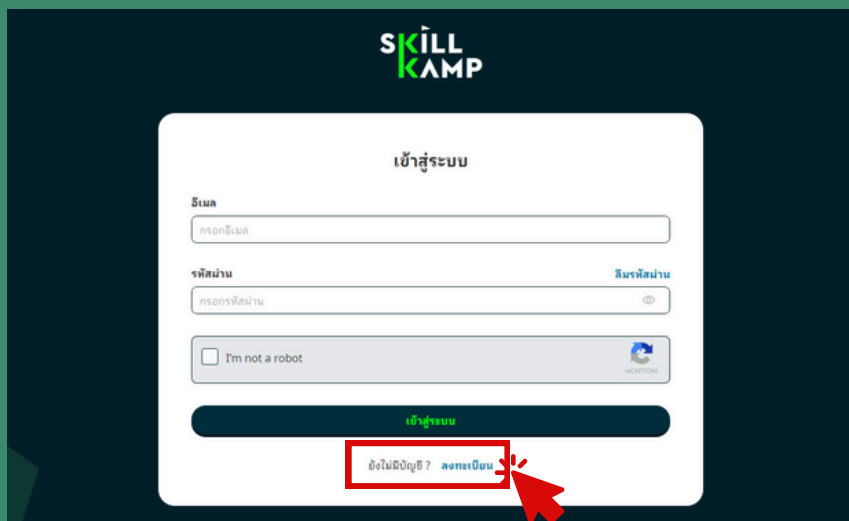 SKILL
KAMP
เข้าสู่ระบบ
อีเมล
กรอกอีเมล
รหัสผ่าน ลืมรหัสผ่าน
กรอกรหัสผ่าน
I'm not a robot
reCAPTCHA
เข้าสู่ระบบ
ยังไม่มีบัญชี ? ลงทะเบียน